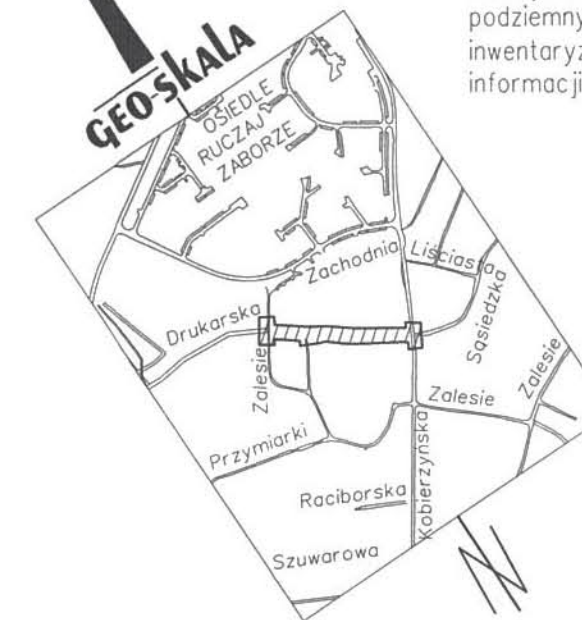 podziemny
inwentaryz
informacji
GEO-SKALA
OSIEDLE
RUCZAJ
ZABORZE
Zachodnia
Liściasta
Sąsiedzka
Drukarska
Zalesie
Zalesie
Zalesie
Przymiarki
Kobierzyńska
Raciborska
Szuwarowa
N